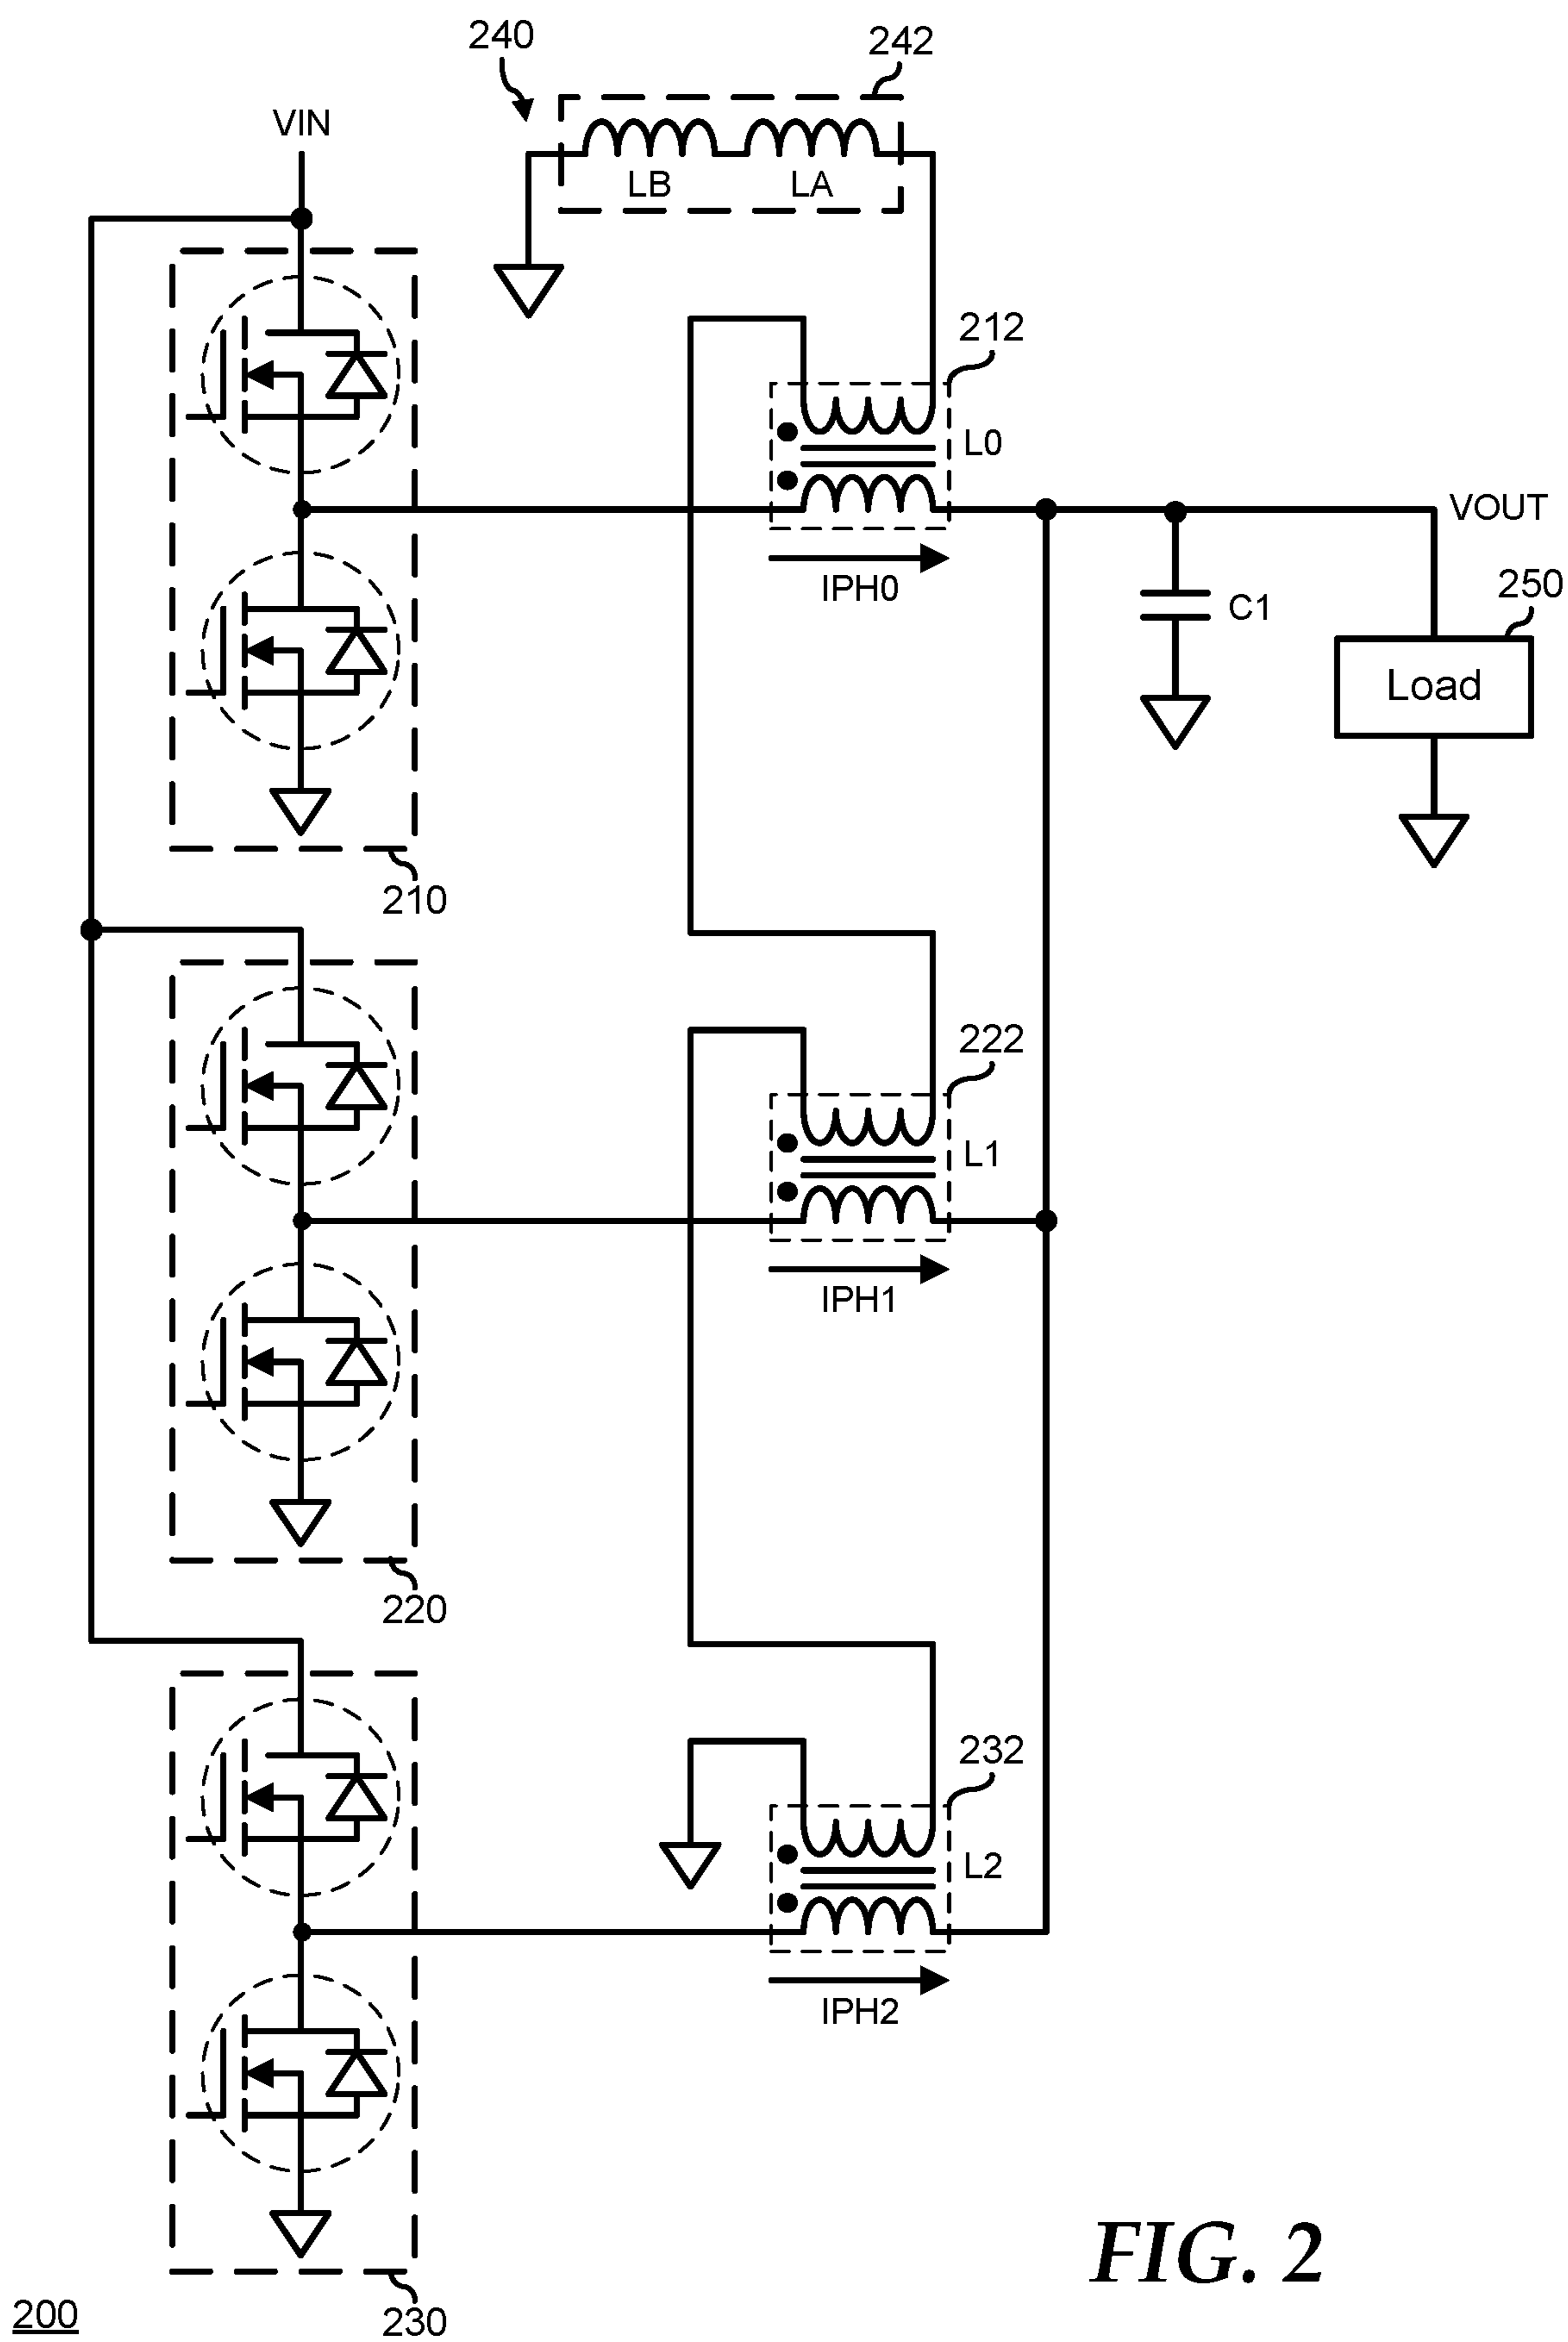 240
242
VIN
LB
LA
212
L0
VOUT
250
IPH0
C1
Load
210
222
L1
IPH1
220
232
L2
IPH2
FIG. 2
200
230